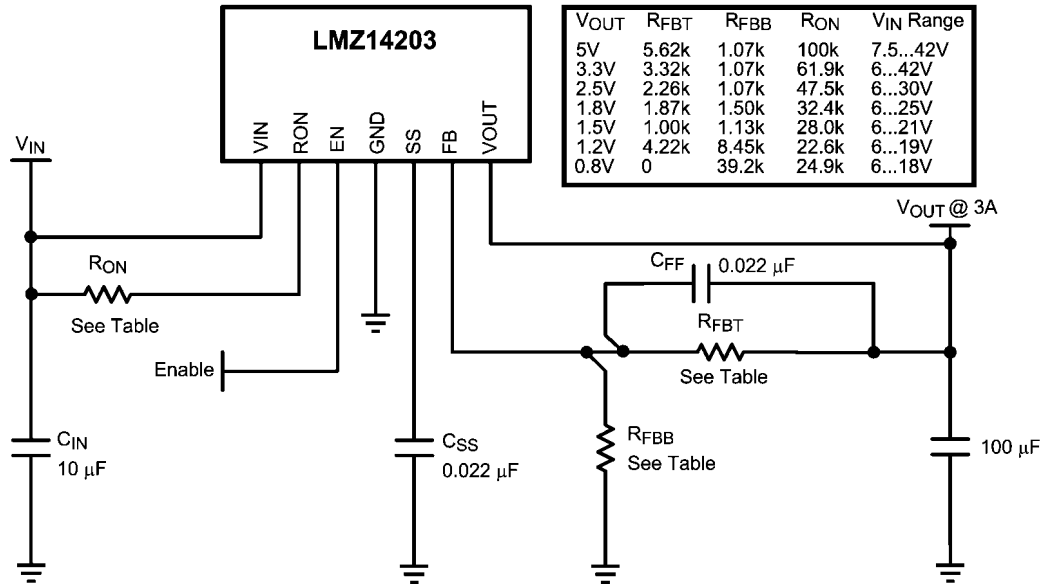 LMZ14203
VIN
RON
EN
GND
SS
FB
VOUT
VOUT RFBT RFBB RON VIN Range
5V 5.62k 1.07k 100k 7.5...42V
3.3V 3.32k 1.07k 61.9k 6...42V
2.5V 2.26k 1.07k 47.5k 6...30V
1.8V 1.87k 1.50k 32.4k 6...25V
1.5V 1.00k 1.13k 28.0k 6...21V
1.2V 4.22k 8.45k 22.6k 6...19V
0.8V 0 39.2k 24.9k 6...18V
VIN
VOUT @ 3A
RON
See Table
CFF 0.022 μF
RFBT
See Table
Enable
CIN
10 μF
CSS
0.022 μF
RFBB
See Table
100 μF